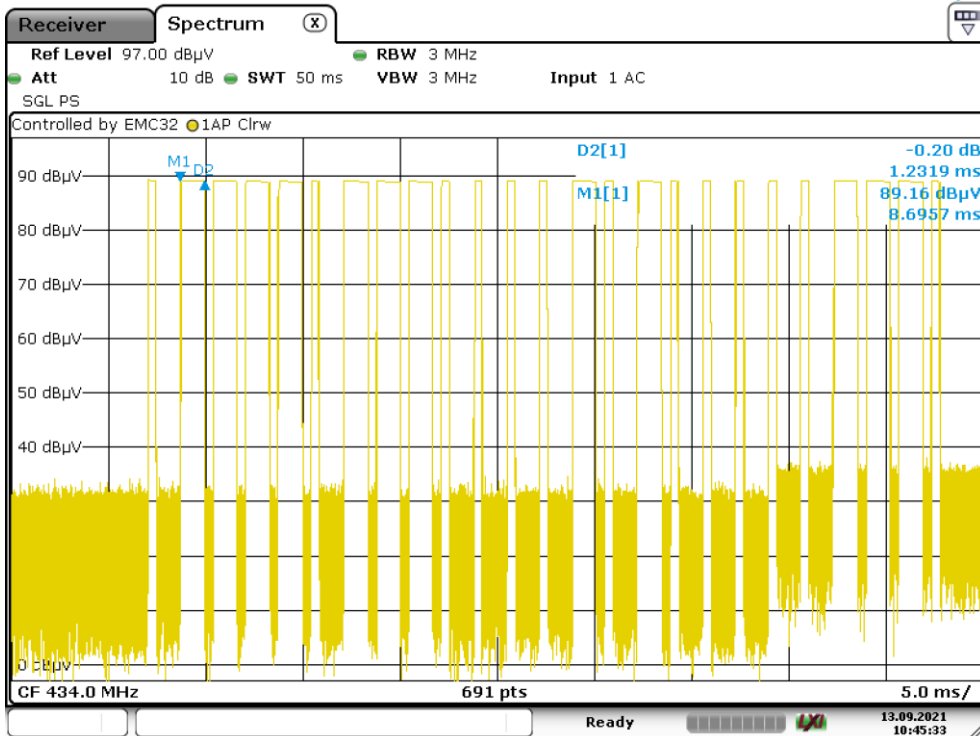 Receiver Spectrum X
Ref Level 97.00 dBµV RBW 3 MHz
Att 10 dB SWT 50 ms VBW 3 MHz Input 1 AC
SGL PS
Controlled by EMC32 1AP Clrw
D2[1] -0.20 dB
1.2319 ms
M1[1] 89.16 dBµV
8.6957 ms
M1
D2
90 dBµV
80 dBµV
70 dBµV
60 dBµV
50 dBµV
40 dBµV
0 dBµV
CF 434.0 MHz 691 pts 5.0 ms/
Ready LXI 13.09.2021
10:45:33